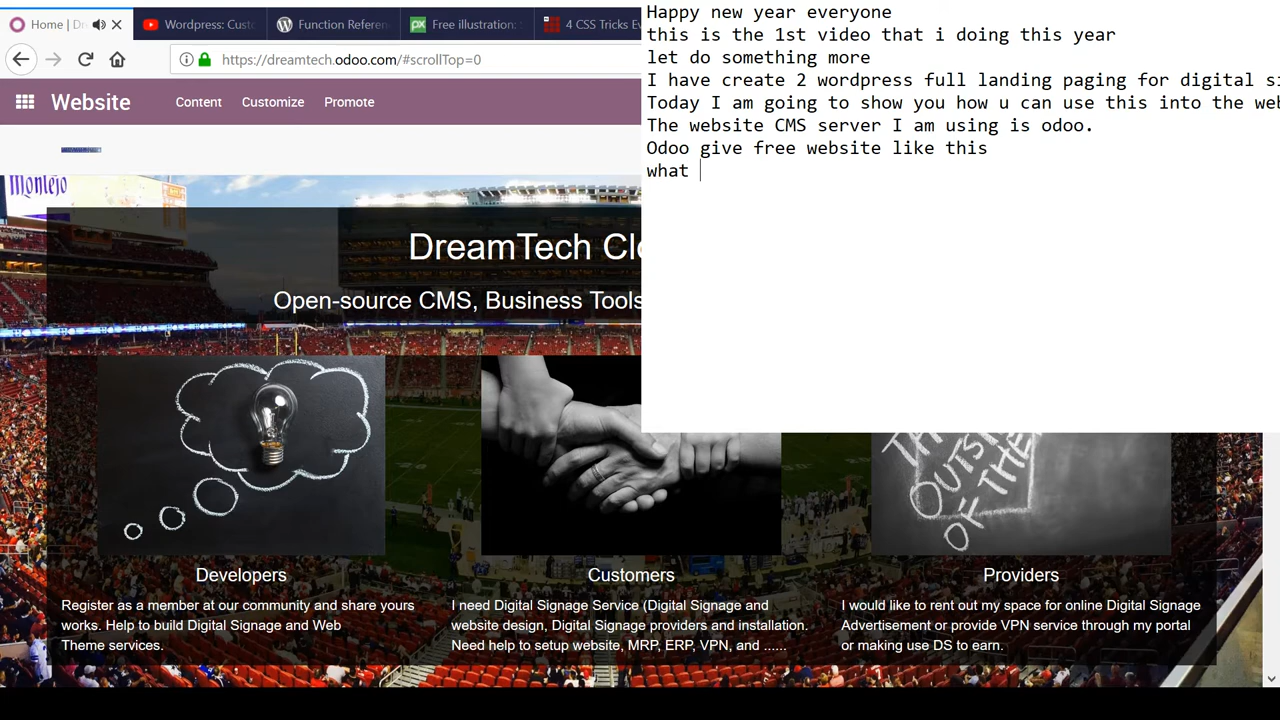 Home | Dr
Wordpress: Cust
Function Referen
Free illustration:
4 CSS Tricks Ev
https://dreamtech.odoo.com/#scrollTop=0
Website
Content
Customize
Promote
Happy new year everyone
this is the 1st video that i doing this year
let do something more
I have create 2 wordpress full landing paging for digital si
Today I am going to show you how u can use this into the web
The website CMS server I am using is odoo.
Odoo give free website like this
what
Montejo
DreamTech Clo
Open-source CMS, Business Tools
OUTSI
OF THE
Developers
Register as a member at our community and share yours
works. Help to build Digital Signage and Web
Theme services.
Customers
I need Digital Signage Service (Digital Signage and
website design, Digital Signage providers and installation.
Need help to setup website, MRP, ERP, VPN, and ......
Providers
I would like to rent out my space for online Digital Signage
Advertisement or provide VPN service through my portal
or making use DS to earn.